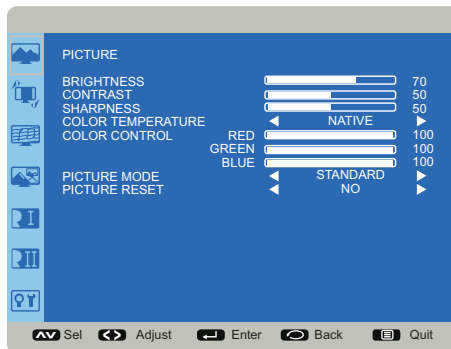 PICTURE
BRIGHTNESS 70
CONTRAST 50
SHARPNESS 50
COLOR TEMPERATURE NATIVE
COLOR CONTROL RED 100
GREEN 100
BLUE 100
PICTURE MODE STANDARD
PICTURE RESET NO
Sel Adjust Enter Back Quit